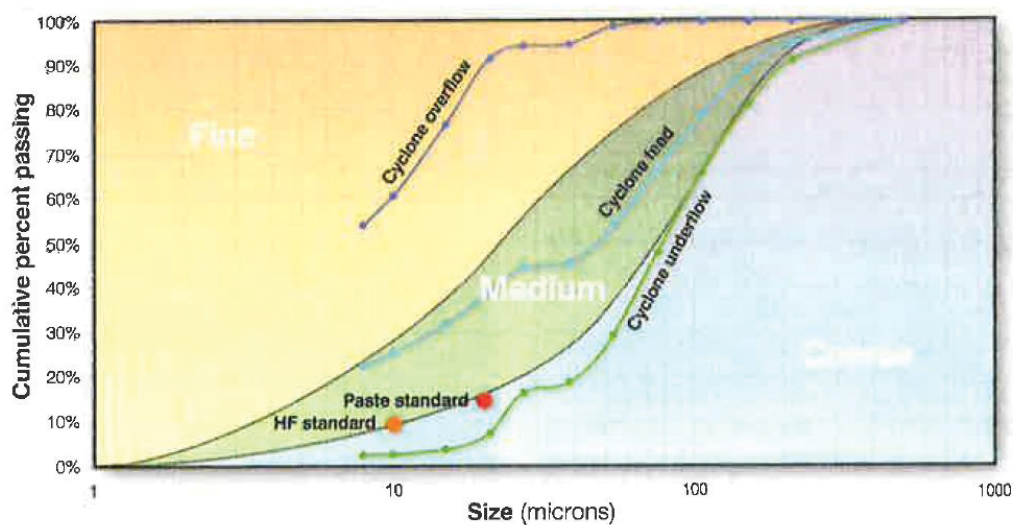 100%
90%
80%
70%
60%
50%
40%
30%
20%
10%
0%
Cumulative percent passing
Fine
Cyclone overflow
Cyclone feed
Medium
Cyclone underflow
Coarse
Paste standard
HF standard
1
10
100
1000
Size (microns)